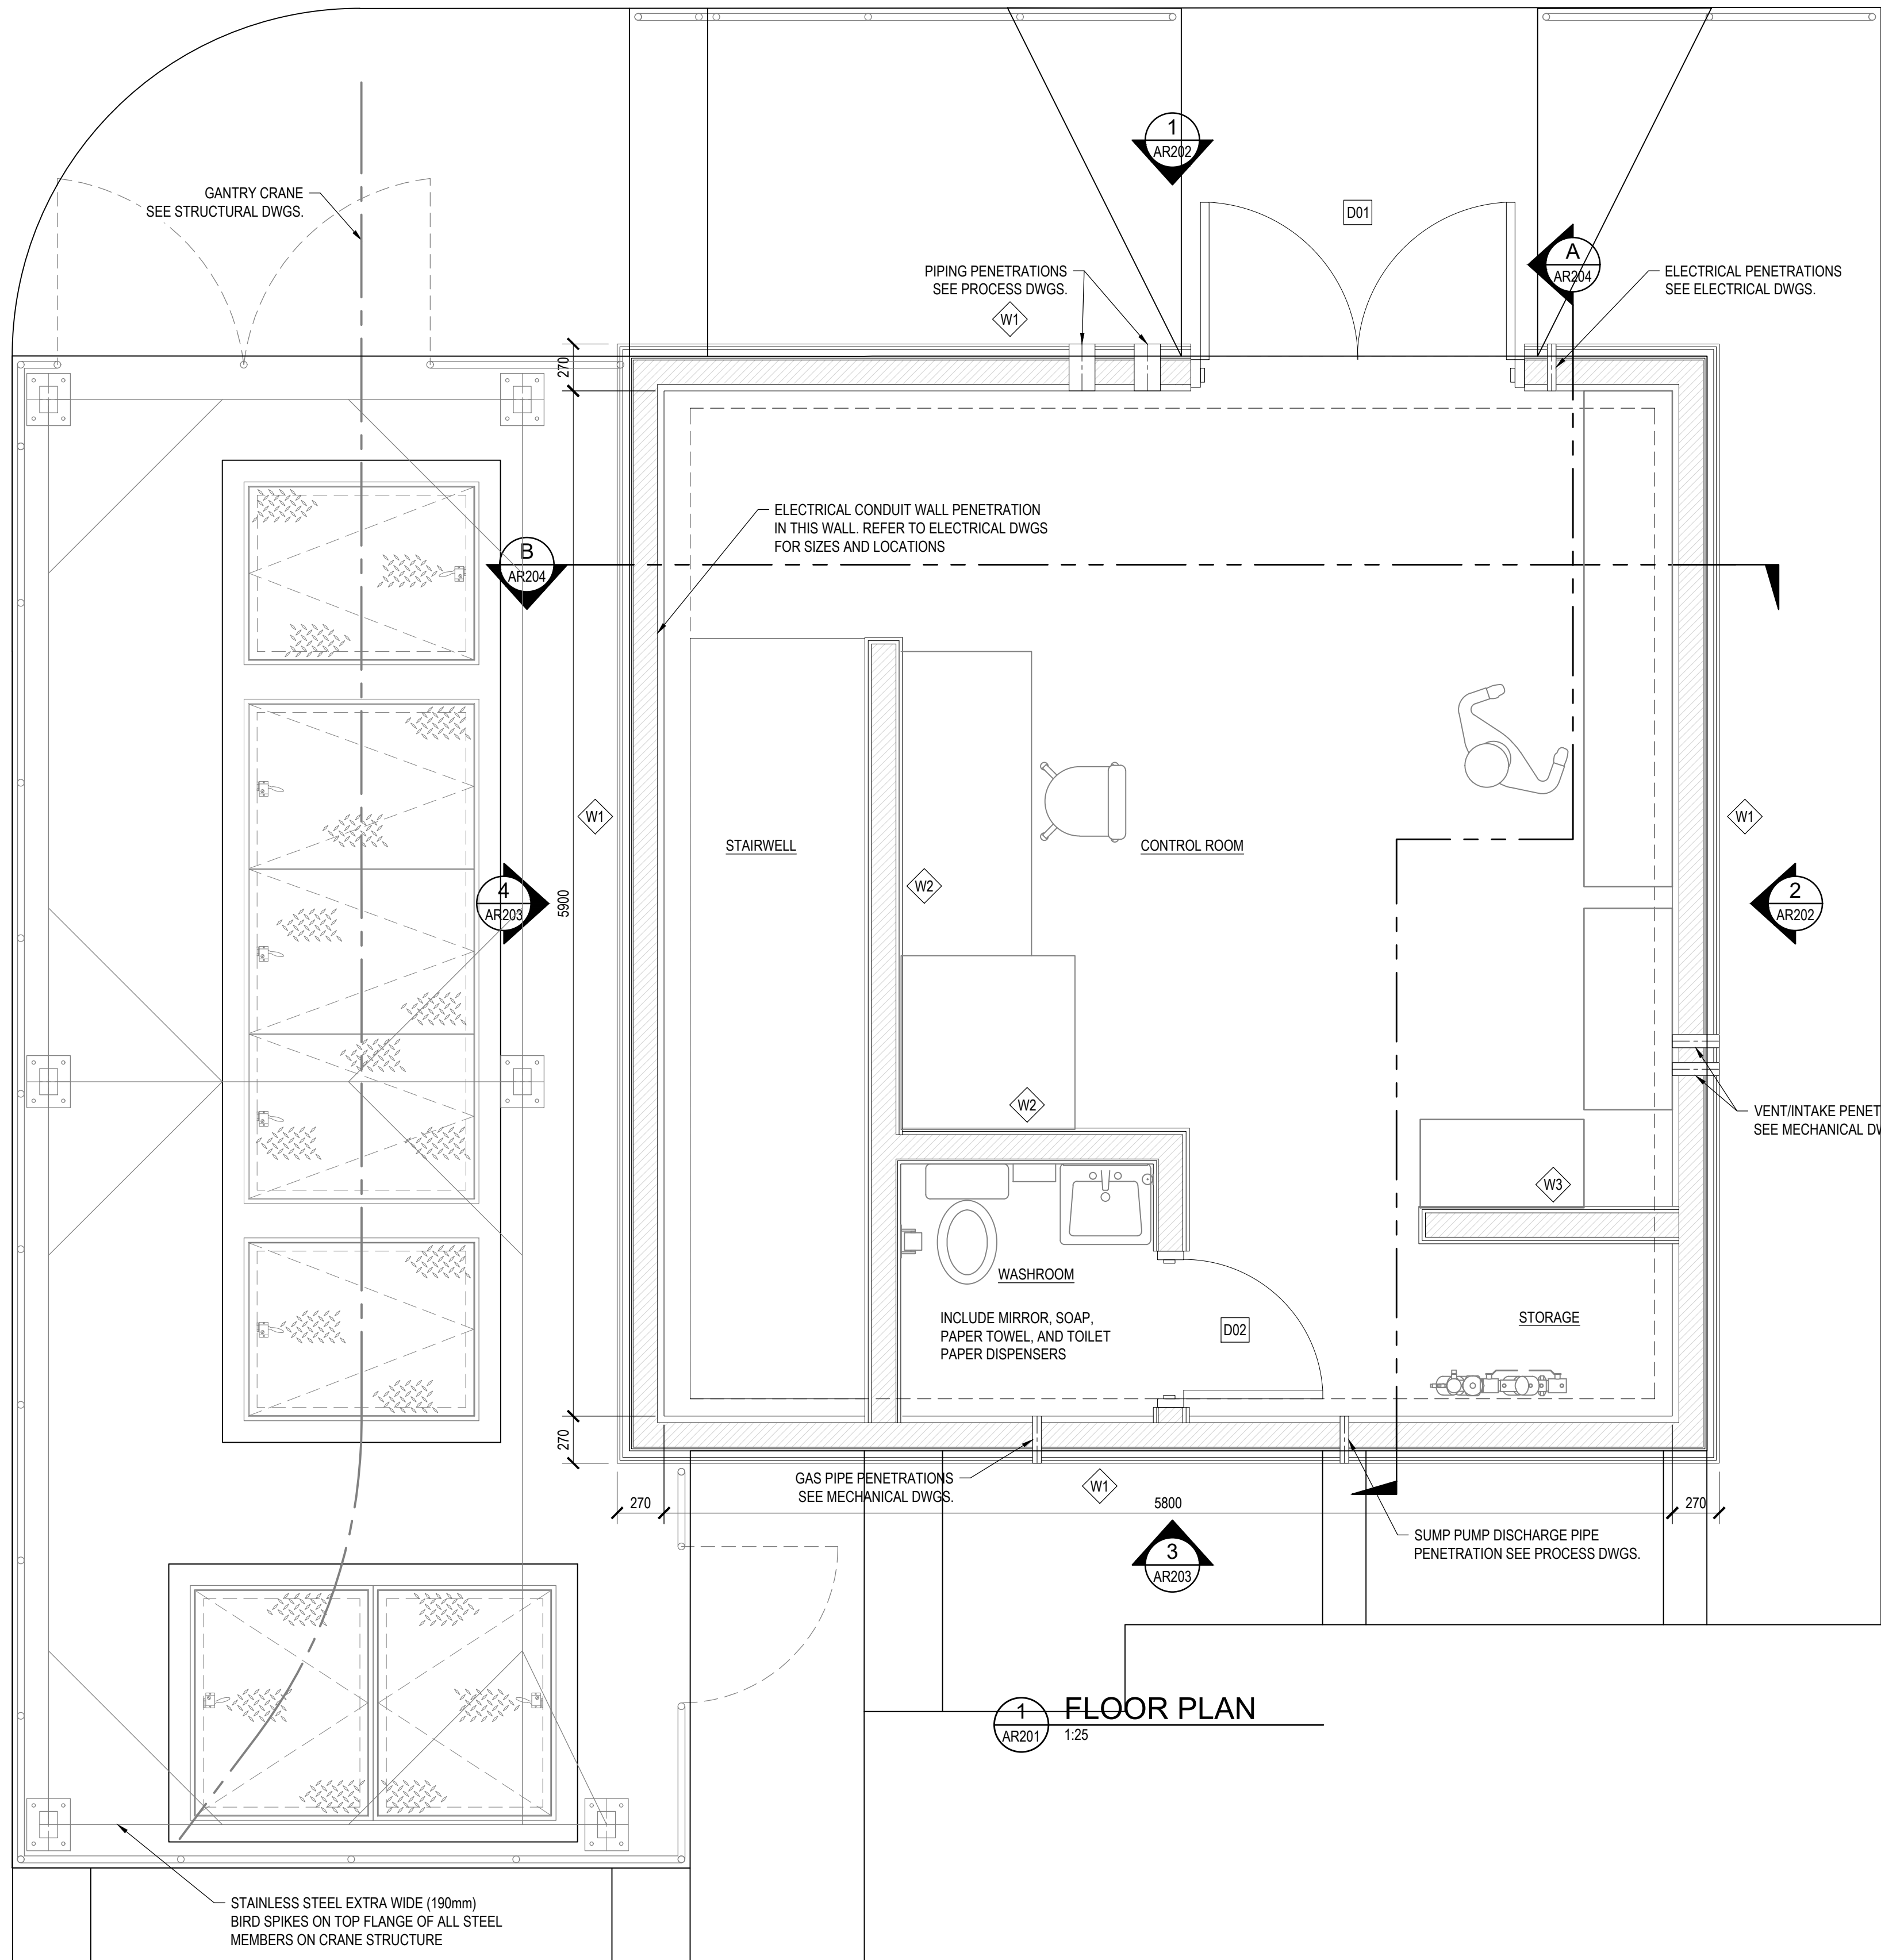 1
AR202
GANTRY CRANE
SEE STRUCTURAL DWGS.
D01
A
AR204
PIPING PENETRATIONS
SEE PROCESS DWGS.
ELECTRICAL PENETRATIONS
SEE ELECTRICAL DWGS.
W1
270
ELECTRICAL CONDUIT WALL PENETRATION
IN THIS WALL. REFER TO ELECTRICAL DWGS
FOR SIZES AND LOCATIONS
B
AR204
W1
W1
STAIRWELL
CONTROL ROOM
W2
4
AR203
5900
2
AR202
W2
VENT/INTAKE PENET
SEE MECHANICAL DW
W3
WASHROOM
INCLUDE MIRROR, SOAP,
PAPER TOWEL, AND TOILET
PAPER DISPENSERS
D02
STORAGE
270
GAS PIPE PENETRATIONS
SEE MECHANICAL DWGS.
W1
270
5800
270
SUMP PUMP DISCHARGE PIPE
PENETRATION SEE PROCESS DWGS.
3
AR203
1
AR201
FLOOR PLAN
1:25
STAINLESS STEEL EXTRA WIDE (190mm)
BIRD SPIKES ON TOP FLANGE OF ALL STEEL
MEMBERS ON CRANE STRUCTURE